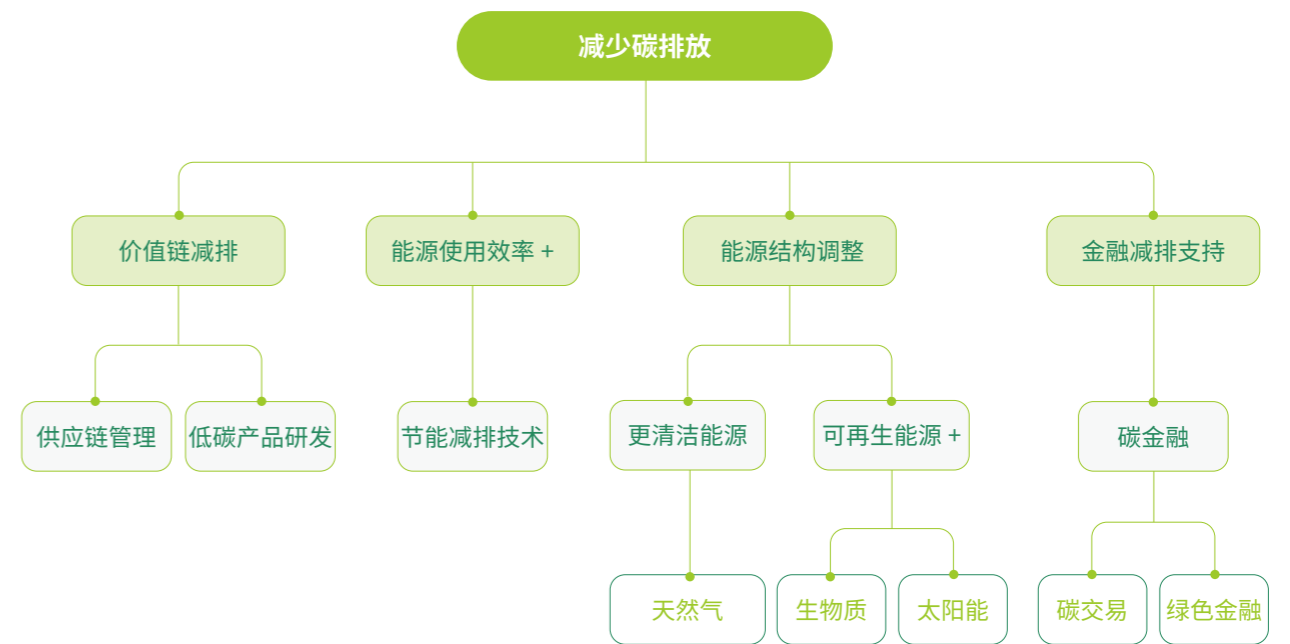 减少碳排放
价值链减排
能源使用效率 +
能源结构调整
金融减排支持
供应链管理
低碳产品研发
节能减排技术
更清洁能源
可再生能源 +
碳金融
天然气
生物质
太阳能
碳交易
绿色金融